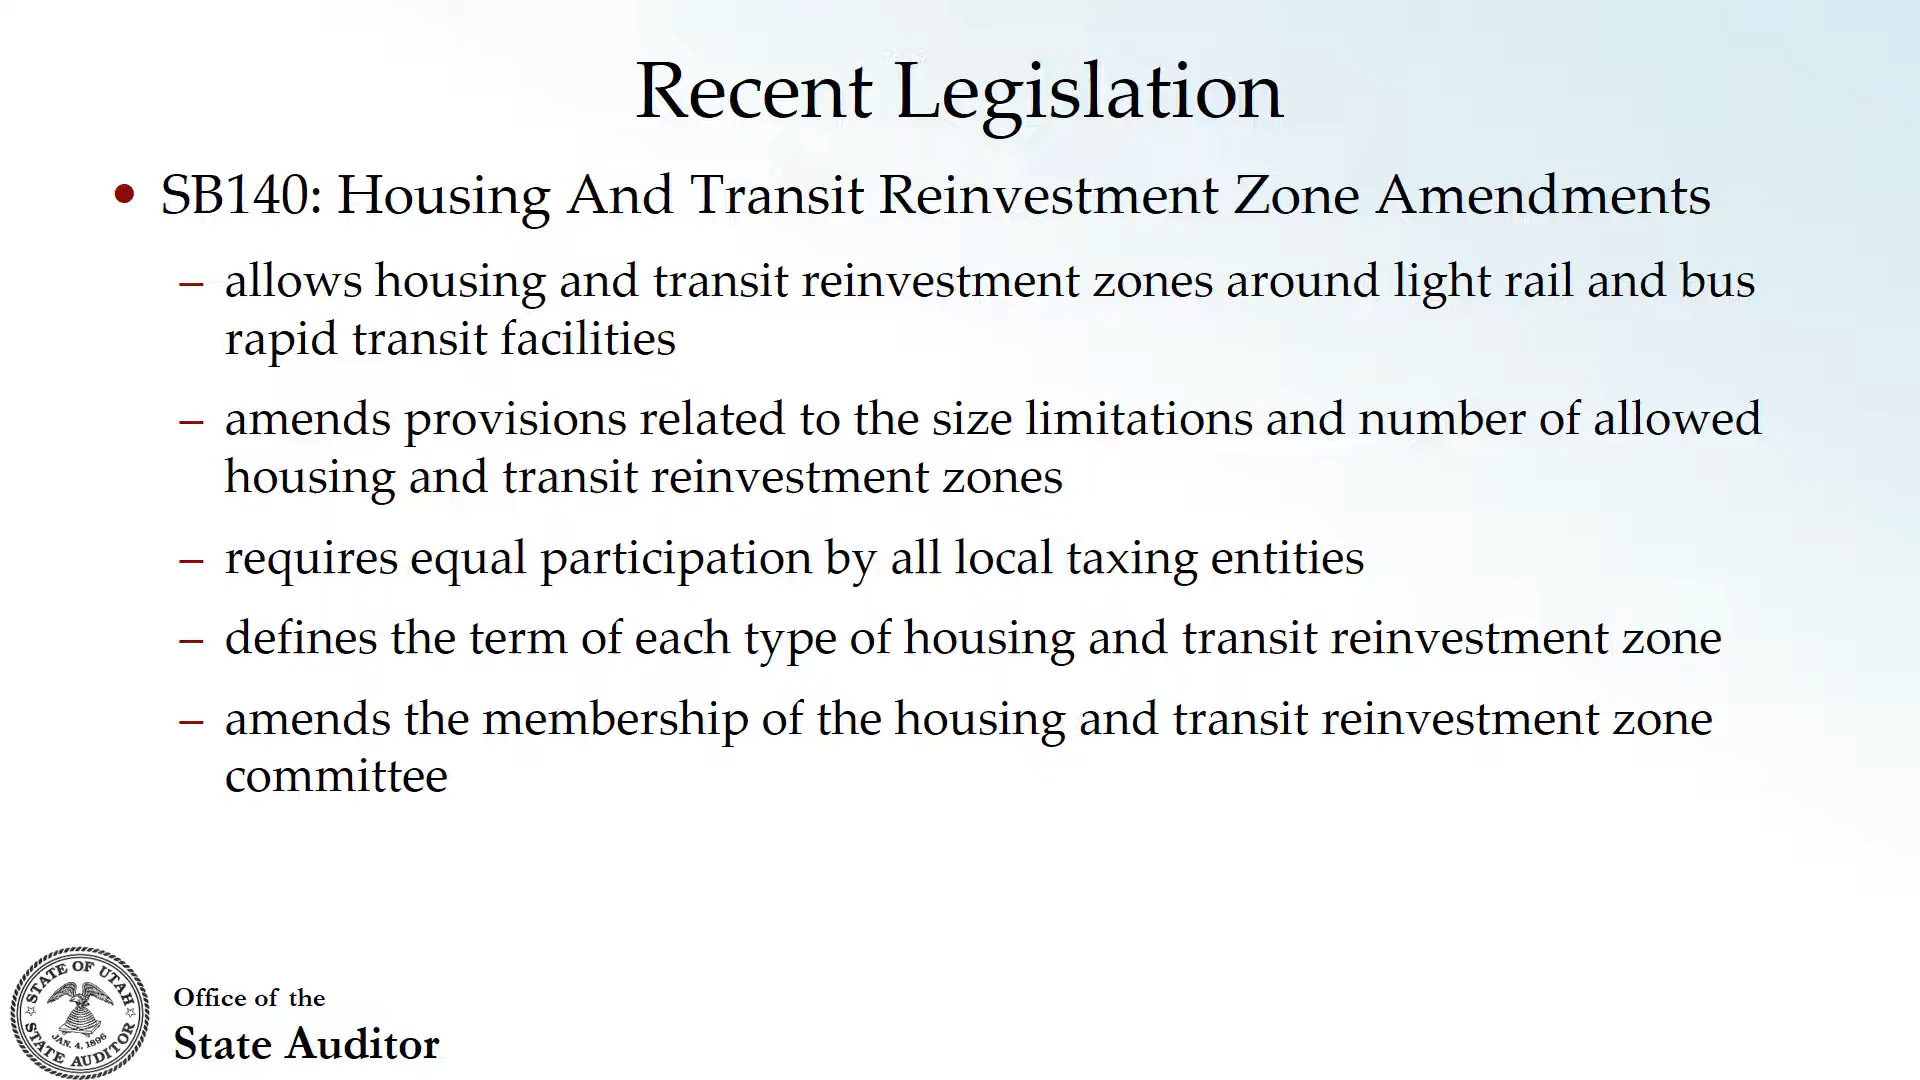 Recent Legislation
• SB140: Housing And Transit Reinvestment Zone Amendments
– allows housing and transit reinvestment zones around light rail and bus
rapid transit facilities
– amends provisions related to the size limitations and number of allowed
housing and transit reinvestment zones
– requires equal participation by all local taxing entities
– defines the term of each type of housing and transit reinvestment zone
– amends the membership of the housing and transit reinvestment zone
committee
STATE OF UTAH
JAN. 4, 1896
STATE AUDITOR
Office of the
State Auditor